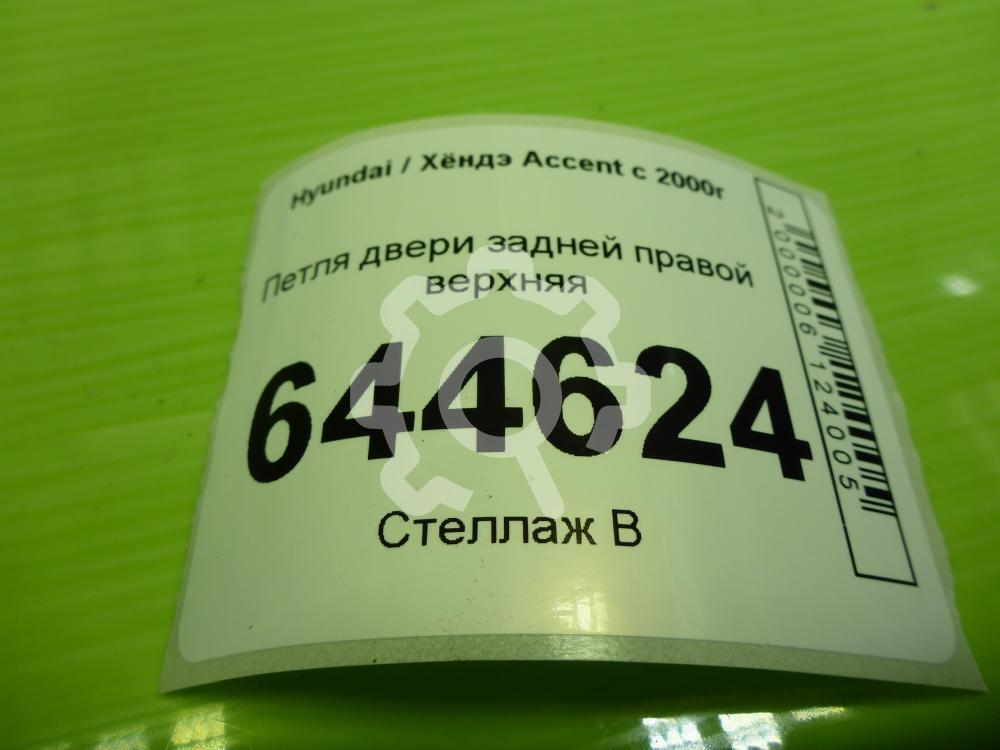 Hyundai / Хёндэ Accent с 2000г
Петля двери задней правой
верхняя
644624
Стеллаж В
2000006124005